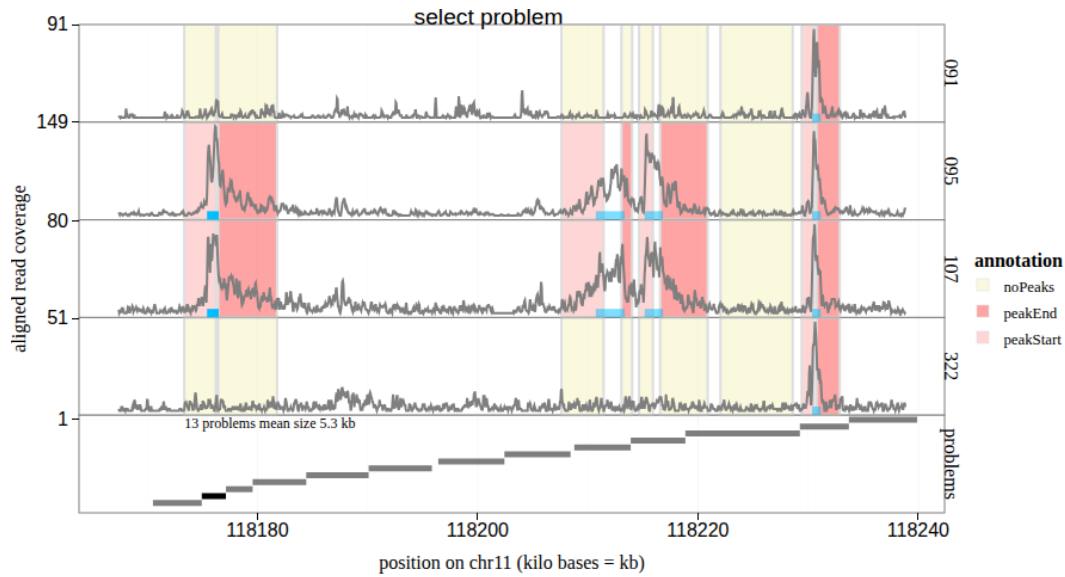 select problem
91
091
149
095
80
107
51
322
1
13 problems mean size 5.3 kb
problems
aligned read coverage
118180
118200
118220
118240
position on chr11 (kilo bases = kb)
annotation
noPeaks
peakEnd
peakStart